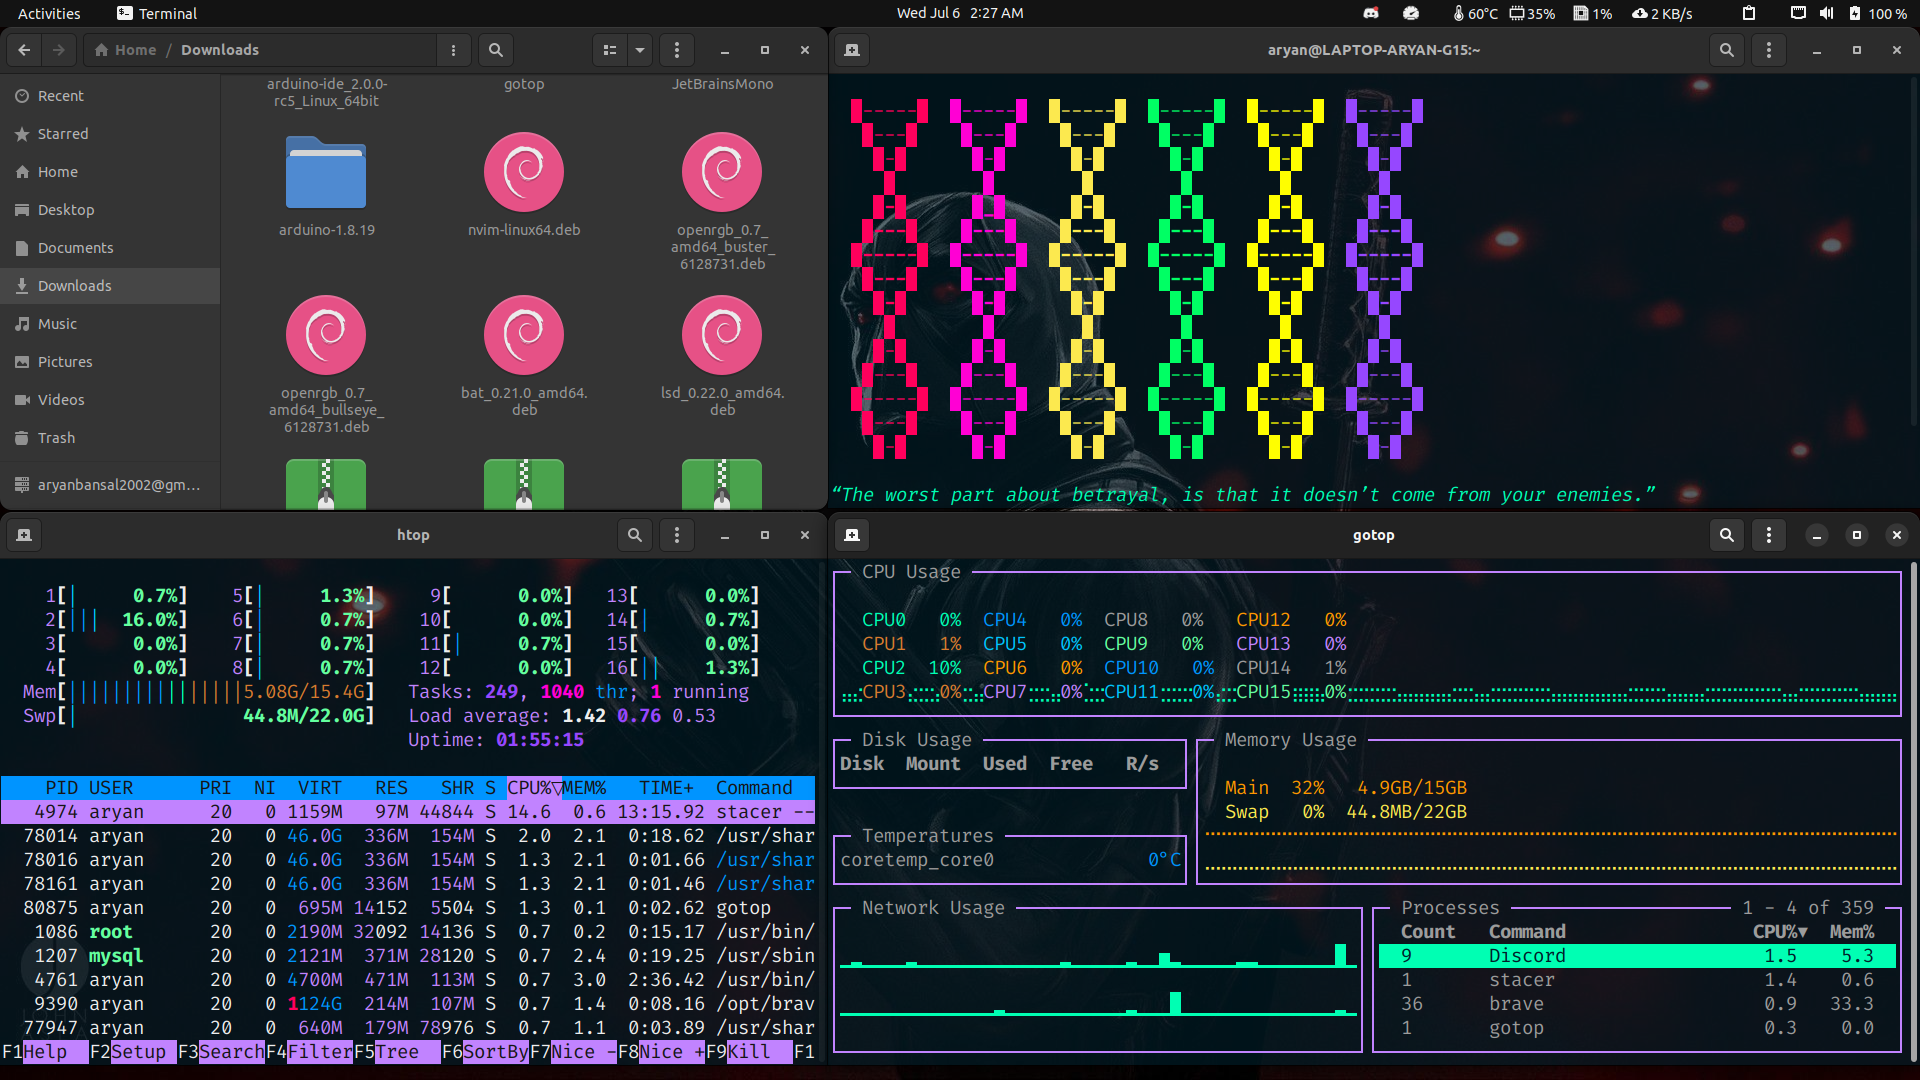 Activities Terminal Wed Jul 6 2:27 AM 60°C 35% 1% 2 KB/s 100 %
Home / Downloads
Recent
Starred
Home
Desktop
Documents
Downloads
Music
Pictures
Videos
Trash
aryanbansal2002@gm...
arduino-ide_2.0.0-
rc5_Linux_64bit
gotop
JetBrainsMono
arduino-1.8.19
nvim-linux64.deb
openrgb_0.7_
amd64_buster_
6128731.deb
openrgb_0.7_
amd64_bullseye_
6128731.deb
bat_0.21.0_amd64.
deb
lsd_0.22.0_amd64.
deb
aryan@LAPTOP-ARYAN-G15:~
“The worst part about betrayal, is that it doesn’t come from your enemies.”
htop
1[| 0.7%] 5[| 1.3%] 9[ 0.0%] 13[ 0.0%]
2[||| 16.0%] 6[| 0.7%] 10[ 0.0%] 14[| 0.7%]
3[ 0.0%] 7[| 0.7%] 11[| 0.7%] 15[ 0.0%]
4[ 0.0%] 8[| 0.7%] 12[ 0.0%] 16[|| 1.3%]
Mem[||||||||||||||||5.08G/15.4G] Tasks: 249, 1040 thr; 1 running
Swp[| 44.8M/22.0G] Load average: 1.42 0.76 0.53
Uptime: 01:55:15
PID USER PRI NI VIRT RES SHR S CPU%▽MEM% TIME+ Command
4974 aryan 20 0 1159M 97M 44844 S 14.6 0.6 13:15.92 stacer --
78014 aryan 20 0 46.0G 336M 154M S 2.0 2.1 0:18.62 /usr/shar
78016 aryan 20 0 46.0G 336M 154M S 1.3 2.1 0:01.66 /usr/shar
78161 aryan 20 0 46.0G 336M 154M S 1.3 2.1 0:01.46 /usr/shar
80875 aryan 20 0 695M 14152 5504 S 1.3 0.1 0:02.62 gotop
1086 root 20 0 2190M 32092 14136 S 0.7 0.2 0:15.17 /usr/bin/
1207 mysql 20 0 2121M 371M 28120 S 0.7 2.4 0:19.25 /usr/sbin
4761 aryan 20 0 4700M 471M 113M S 0.7 3.0 2:36.42 /usr/bin/
9390 aryan 20 0 1124G 214M 107M S 0.7 1.4 0:08.16 /opt/brav
77947 aryan 20 0 640M 179M 78976 S 0.7 1.1 0:03.89 /usr/shar
F1Help F2Setup F3SearchF4FilterF5Tree F6SortByF7Nice -F8Nice +F9Kill F1
gotop
CPU Usage
CPU0 0% CPU4 0% CPU8 0% CPU12 0%
CPU1 1% CPU5 0% CPU9 0% CPU13 0%
CPU2 10% CPU6 0% CPU10 0% CPU14 1%
CPU3 0% CPU7 0% CPU11 0% CPU15 0%
Disk Usage
Disk Mount Used Free R/s
Temperatures
coretemp_core0 0°C
Memory Usage
Main 32% 4.9GB/15GB
Swap 0% 44.8MB/22GB
Network Usage
Processes 1 - 4 of 359
Count Command CPU%▼ Mem%
9 Discord 1.5 5.3
1 stacer 1.4 0.6
36 brave 0.9 33.3
1 gotop 0.3 0.0